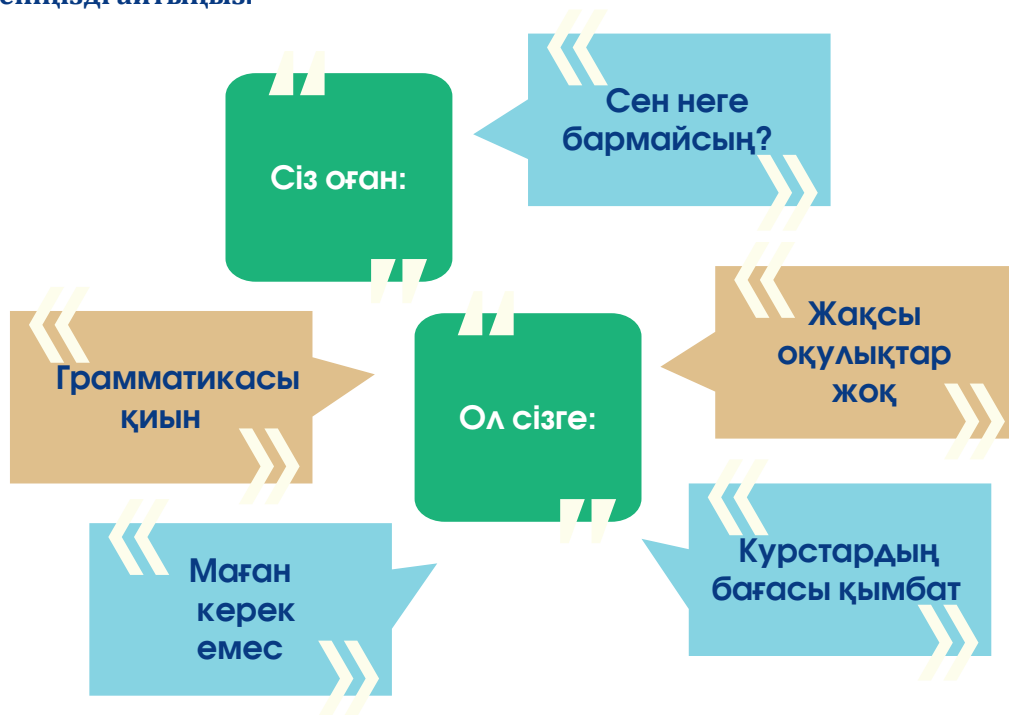 Сен неге
бармайсың?
Сіз оған:
Жақсы
оқулықтар
жоқ
Грамматикасы
қиын
Ол сізге:
Курстардың
бағасы қымбат
Маған
керек
емес